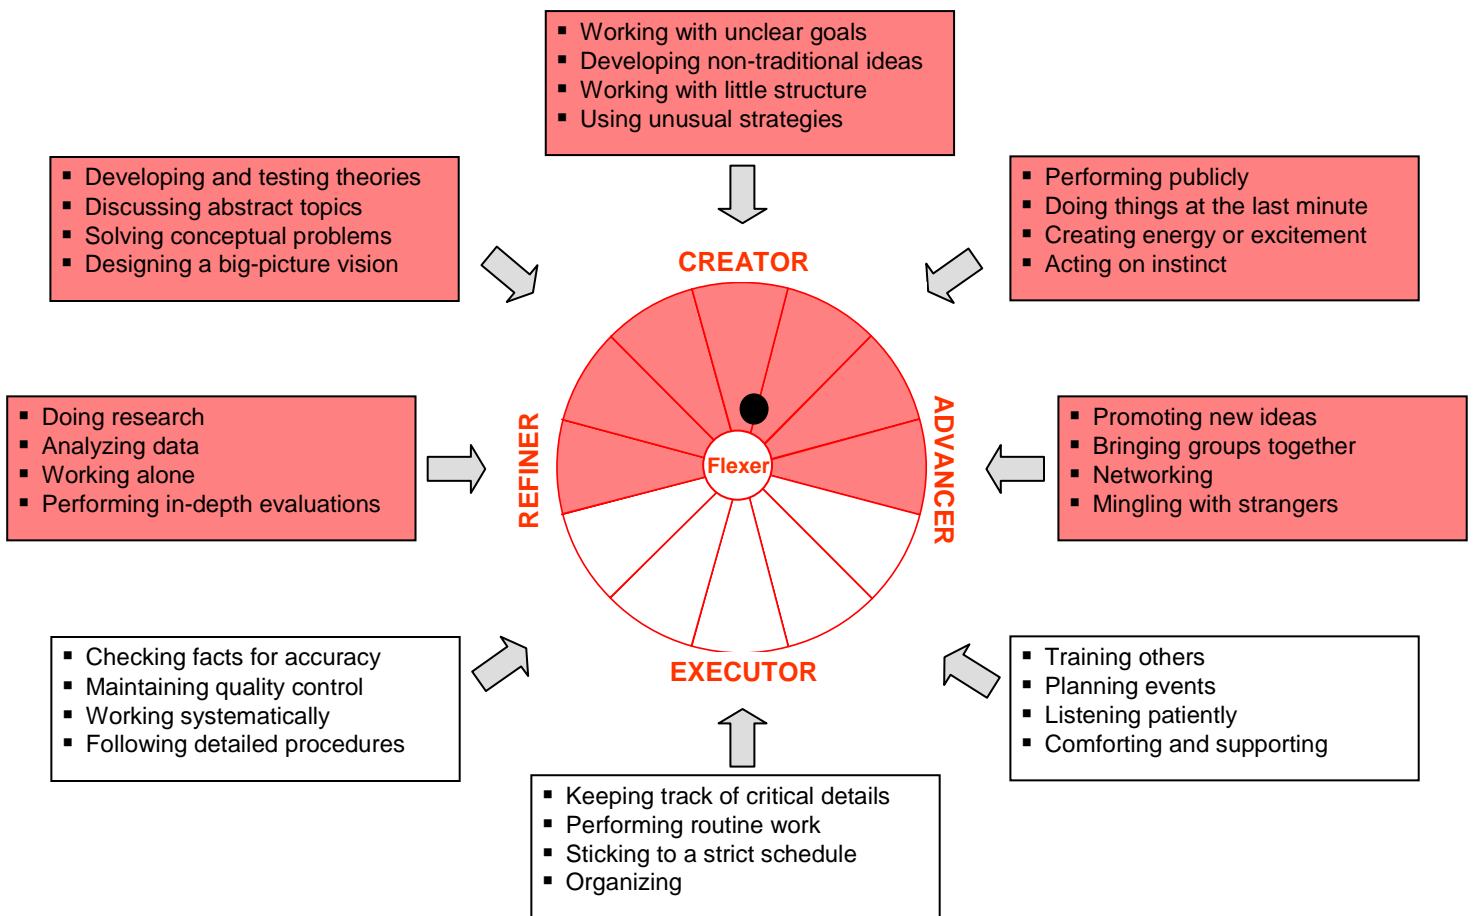 ▪ Working with unclear goals
▪ Developing non-traditional ideas
▪ Working with little structure
▪ Using unusual strategies
▪ Developing and testing theories
▪ Discussing abstract topics
▪ Solving conceptual problems
▪ Designing a big-picture vision
▪ Performing publicly
▪ Doing things at the last minute
▪ Creating energy or excitement
▪ Acting on instinct
CREATOR
▪ Doing research
▪ Analyzing data
▪ Working alone
▪ Performing in-depth evaluations
REFINER
Flexer
ADVANCER
▪ Promoting new ideas
▪ Bringing groups together
▪ Networking
▪ Mingling with strangers
▪ Checking facts for accuracy
▪ Maintaining quality control
▪ Working systematically
▪ Following detailed procedures
EXECUTOR
▪ Training others
▪ Planning events
▪ Listening patiently
▪ Comforting and supporting
▪ Keeping track of critical details
▪ Performing routine work
▪ Sticking to a strict schedule
▪ Organizing